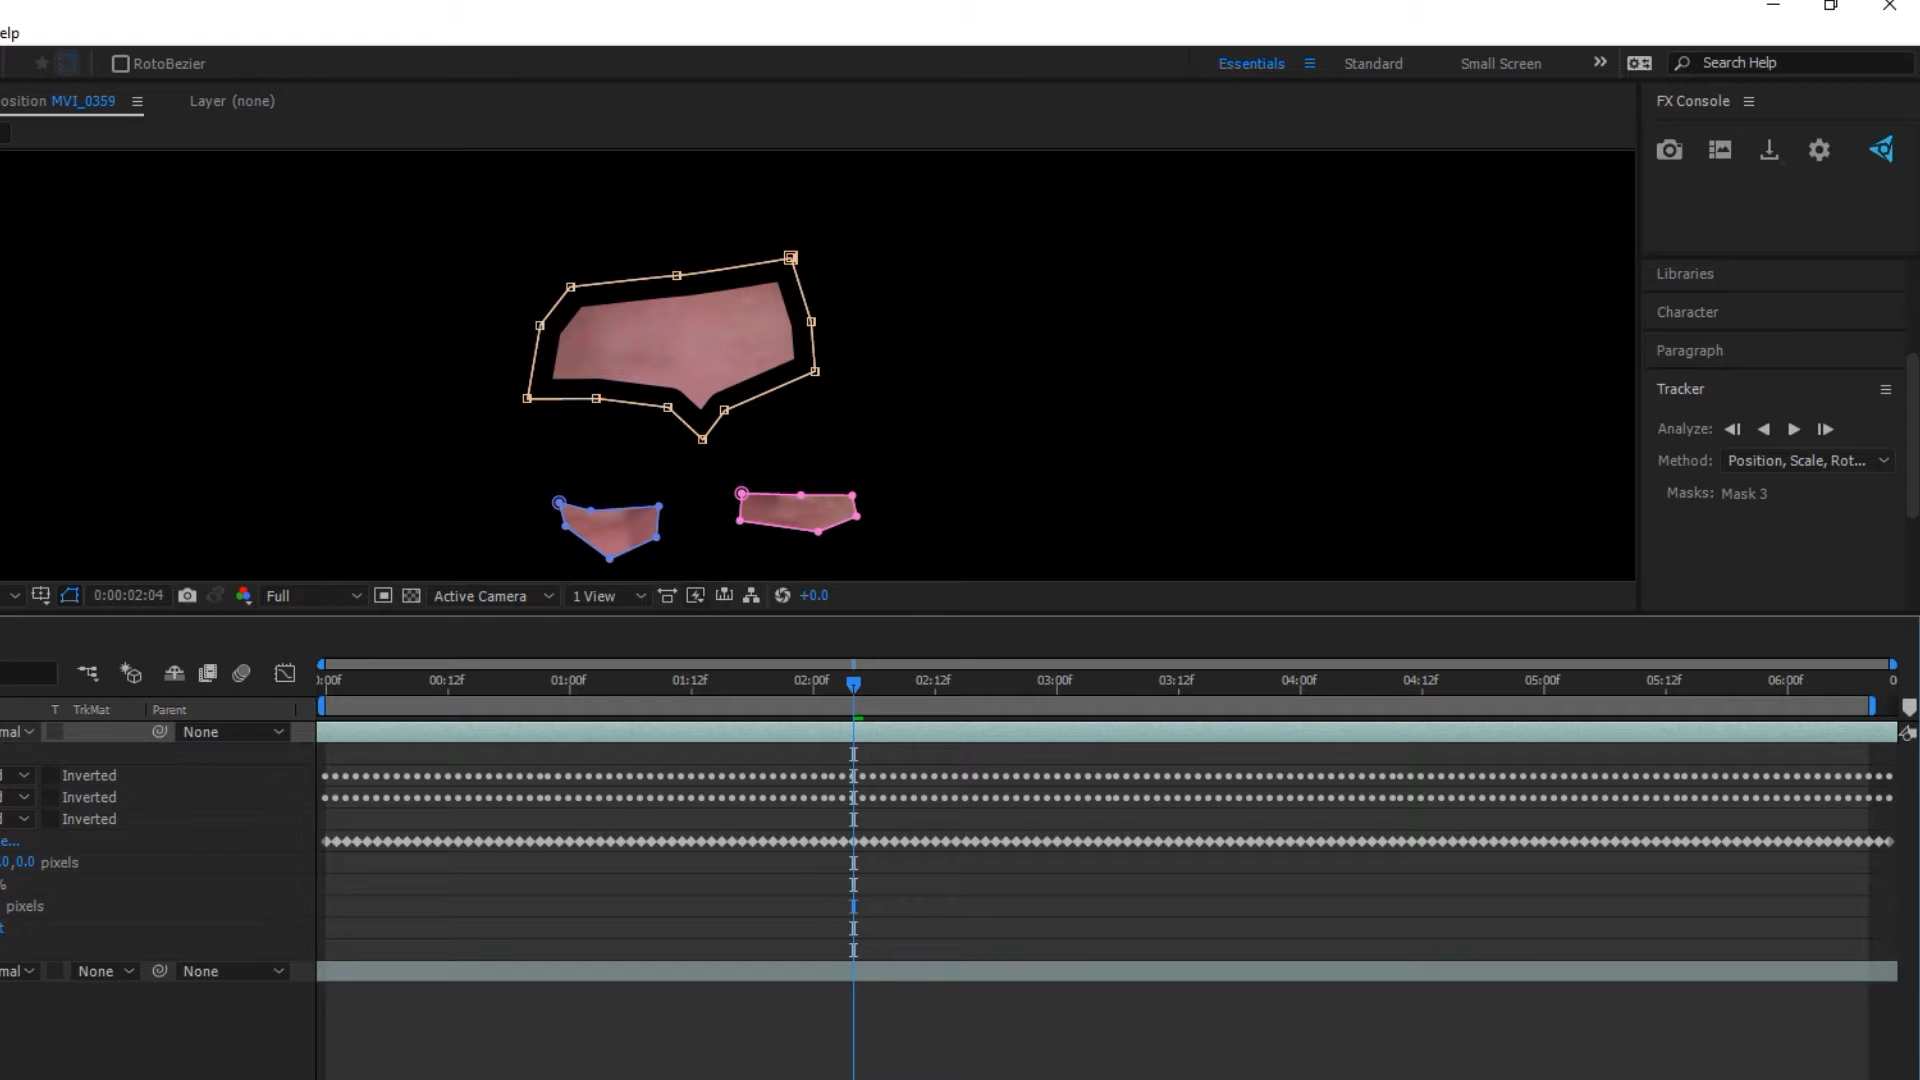 elp
RotoBezier
Essentials
Standard
Small Screen
Search Help
osition MVI_0359
Layer (none)
FX Console
Libraries
Character
Paragraph
Tracker
Analyze:
Method: Position, Scale, Rot...
Masks: Mask 3
0:00:02:04
Full
Active Camera
1 View
+0.0
):00f 00:12f 01:00f 01:12f 02:00f 02:12f 03:00f 03:12f 04:00f 04:12f 05:00f 05:12f 06:00f 0
T TrkMat Parent
mal None
d Inverted
d Inverted
d Inverted
e...
.0,0.0 pixels
%
pixels
t
mal None None